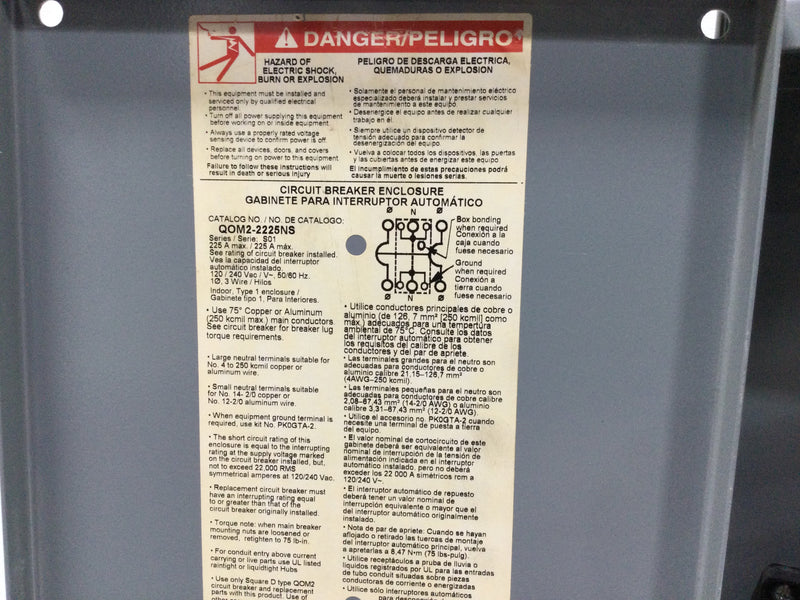 DANGER/PELIGRO
HAZARD OF
ELECTRIC SHOCK,
BURN OR EXPLOSION
• This equipment must be installed and
serviced only by qualified electrical
personnel.
• Turn off all power supplying this equipment
before working on or inside equipment.
• Always use a properly rated voltage
sensing device to confirm power is off.
• Replace all devices, doors, and covers
before turning on power to this equipment
Failure to follow these instructions will
result in death or serious injury
PELIGRO DE DESCARGA ELECTRICA,
QUEMADURAS O EXPLOSION
• Solamente el personal de mantenimiento eléctrico
especializado deberá instalar y prestar servicios
de mantenimiento a este equipo.
• Desenergice el equipo antes de realizar cualquier
trabajo en él.
• Siempre utilice un dispositivo detector de
tensión adecuado para confirmar la
desenergización del equipo.
• Vuelva a colocar todos los dispositivos, las puertas
y las cubiertas antes de energizar este equipo.
El incumplimiento de estas precauciones podrá
causar la muerte o lesiones serias.
CIRCUIT BREAKER ENCLOSURE
GABINETE PARA INTERRUPTOR AUTOMÁTICO
CATALOG NO. / NO. DE CATALOGO:
QOM2-2225NS
Series / Serie: S01
225 A max. / 225 A máx.
See rating of circuit breaker installed.
Vea la capacidad del interruptor
automático instalado.
120 / 240 Vac / V~, 50/60 Hz.
1Ø, 3 Wire / Hilos
Indoor, Type 1 enclosure /
Gabinete tipo 1, Para Interiores.
Ø N Ø
Box bonding
when required
Conexión a la
caja cuando
fuese necesario
Ground
when required
Conexión a
tierra cuando
fuese necesario
Ø N Ø
• Use 75° Copper or Aluminum
(250 kcmil max.) main conductors.
See circuit breaker for breaker lug
torque requirements.
• Large neutral terminals suitable for
No. 4 to 250 kcmil copper or
aluminum wire.
• Small neutral terminals suitable
for No. 14- 2/0 copper or
No. 12-2/0 aluminum wire.
• When equipment ground terminal is
required, use kit No. PK0GTA-2.
• The short circuit rating of this
enclosure is equal to the interrupting
rating at the supply voltage marked
on the circuit breaker installed, but,
not to exceed 22,000 RMS
symmetrical amperes at 120/240 Vac.
• Replacement circuit breaker must
have an interrupting rating equal
to or greater than that of the
circuit breaker originally installed.
• Torque note: when main breaker
mounting nuts are loosened or
removed, retighten to 75 lb-in.
• For conduit entry above current
carrying or live parts use UL listed
raintight or liquidtight Hubs
• Use only Square D type QOM2
circuit breaker and replacement
parts with this product. Use of
• Utilice conductores principales de cobre o
aluminio (de 126, 7 mm² [250 kcmil] como
máx.) adecuados para una tempertura
ambiental de 75°C. Consulte los datos
del interruptor automático para obtener
los requisitos del calibre de los
conductores y del par de apriete.
• Las terminales grandes para el neutro son
adecuadas para conductores de cobre o
aluminio calibre 21,15–126,7 mm²
(4AWG–250 kcmil).
• Las terminales pequeñas para el neutro son
adecuadas para conductores de cobre calibre
2,08–67,43 mm² (14-2/0 AWG) o aluminio
calibre 3,31–67,43 mm² (12-2/0 AWG)
• Utilice el accesorio no. PK0GTA-2 cuando
necesite una terminal de puesta a tierra
del equipo.
• El valor nominal de cortocircuito de este
gabinete deberá ser equivalente al valor
nominal de interrupción de la tensión de
alimentación indicada en el interruptor
automático instalado, pero no deberá
exceder los 22 000 A simétricos rcm a
120/240 V~.
• El interruptor automático de repuesto
deberá tener un valor nominal de
interrupción equivalente o mayor que el
del interruptor automático originalmente
instalado.
• Nota de par de apriete: Cuando se hayan
aflojado o retirado las tuercas de montaje
del interruptor automático principal, vuelva
a apretarlas a 8,47 N•m (75 lbs-pulg).
• Utilice receptáculos a prueba de lluvia o
líquidos registrados por UL para las entradas
de tubo conduit situadas sobre piezas
conductoras de corriente o energizadas
• Utilice sólo interruptores automáticos